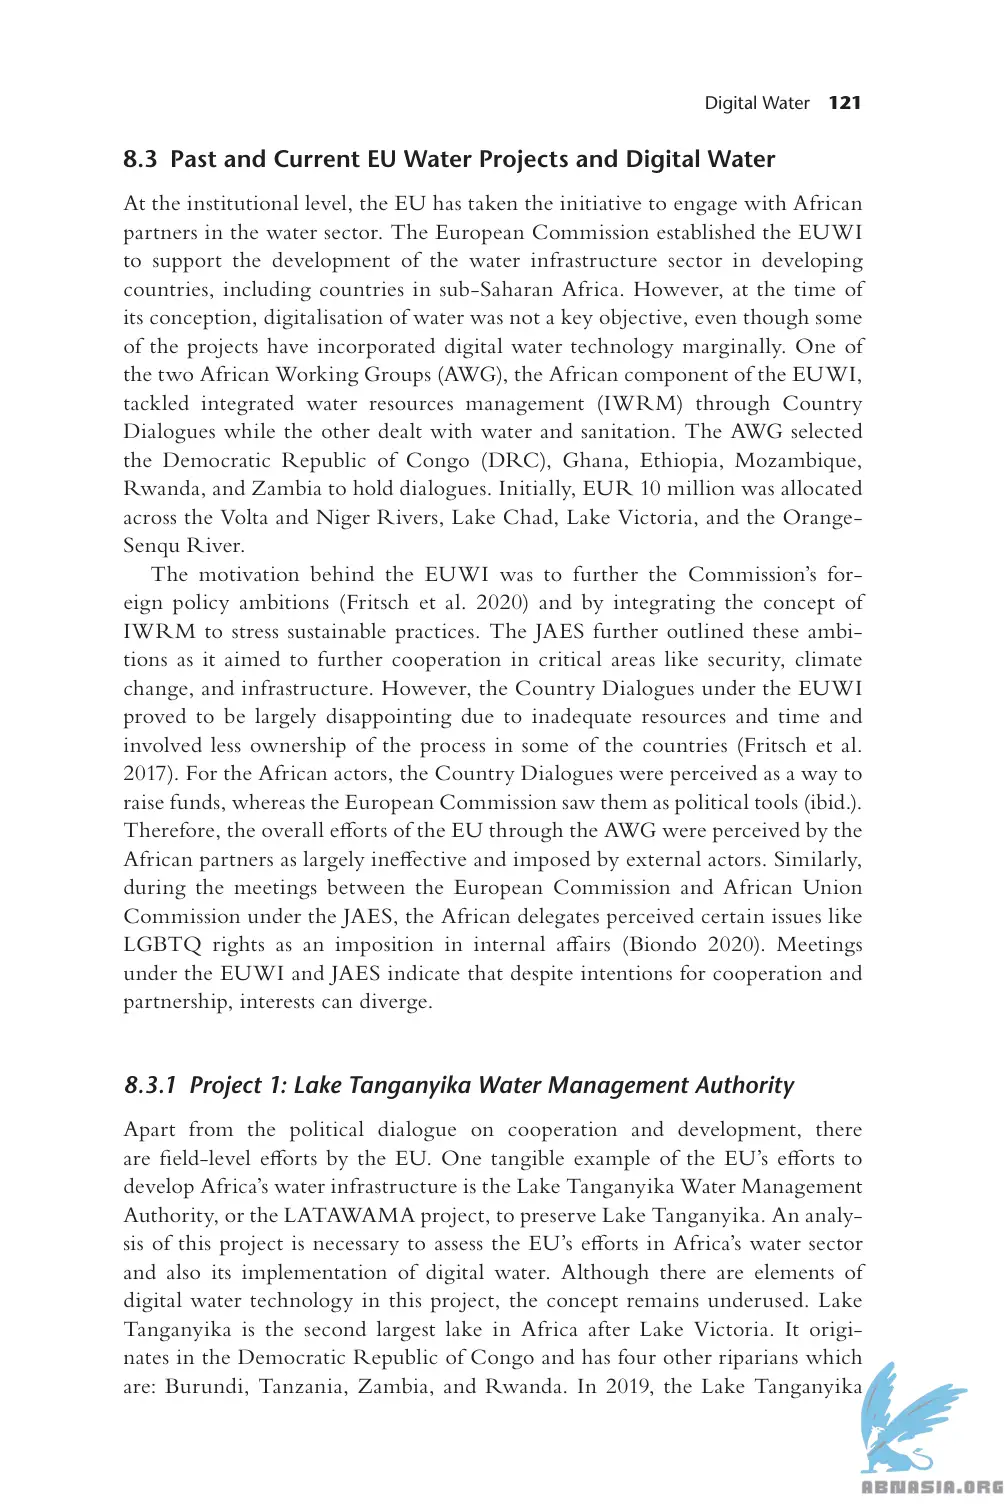 Digital Water 121
8.3 Past and Current EU Water Projects and Digital Water
At the institutional level, the EU has taken the initiative to engage with African
partners in the water sector. The European Commission established the EUWI
to support the development of the water infrastructure sector in developing
countries, including countries in sub-Saharan Africa. However, at the time of
its conception, digitalisation of water was not a key objective, even though some
of the projects have incorporated digital water technology marginally. One of
the two African Working Groups (AWG), the African component of the EUWI,
tackled integrated water resources management (IWRM) through Country
Dialogues while the other dealt with water and sanitation. The AWG selected
the Democratic Republic of Congo (DRC), Ghana, Ethiopia, Mozambique,
Rwanda, and Zambia to hold dialogues. Initially, EUR 10 million was allocated
across the Volta and Niger Rivers, Lake Chad, Lake Victoria, and the Orange-
Senqu River.
The motivation behind the EUWI was to further the Commission's for-
eign policy ambitions (Fritsch et al. 2020) and by integrating the concept of
IWRM to stress sustainable practices. The JAES further outlined these ambi-
tions as it aimed to further cooperation in critical areas like security, climate
change, and infrastructure. However, the Country Dialogues under the EUWI
proved to be largely disappointing due to inadequate resources and time and
involved less ownership of the process in some of the countries (Fritsch et al.
2017). For the African actors, the Country Dialogues were perceived as a way to
raise funds, whereas the European Commission saw them as political tools (ibid.).
Therefore, the overall efforts of the EU through the AWG were perceived by the
African partners as largely ineffective and imposed by external actors. Similarly,
during the meetings between the European Commission and African Union
Commission under the JAES, the African delegates perceived certain issues like
LGBTQ rights as an imposition in internal affairs (Biondo 2020). Meetings
under the EUWI and JAES indicate that despite intentions for cooperation and
partnership, interests can diverge.
8.3.1 Project 1: Lake Tanganyika Water Management Authority
Apart from the political dialogue on cooperation and development, there
are field-level efforts by the EU. One tangible example of the EU's efforts to
develop Africa's water infrastructure is the Lake Tanganyika Water Management
Authority, or the LATAWAMA project, to preserve Lake Tanganyika. An analy-
sis of this project is necessary to assess the EU's efforts in Africa's water sector
and also its implementation of digital water. Although there are elements of
digital water technology in this project, the concept remains underused. Lake
Tanganyika is the second largest lake in Africa after Lake Victoria. It origi-
nates in the Democratic Republic of Congo and has four other riparians which
are: Burundi, Tanzania, Zambia, and Rwanda. In 2019, the Lake Tanganyika
ABNASIA.ORG